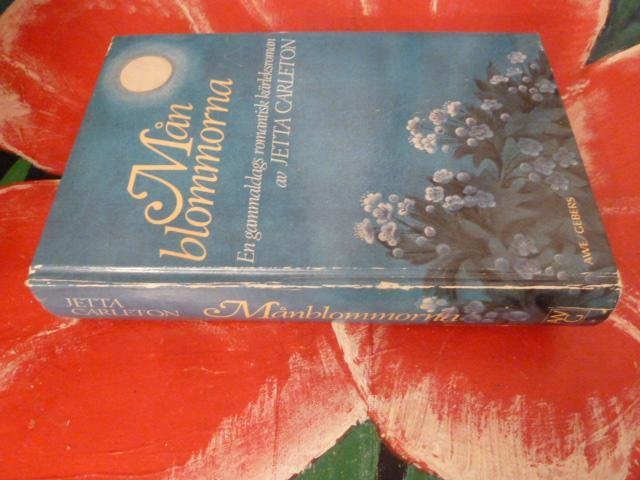 Mån
blommorna
En gammaldags romantisk kärleksroman
av JETTA CARLETON
AWE/GEBERS
JETTA
CARLETON
Månblommorna